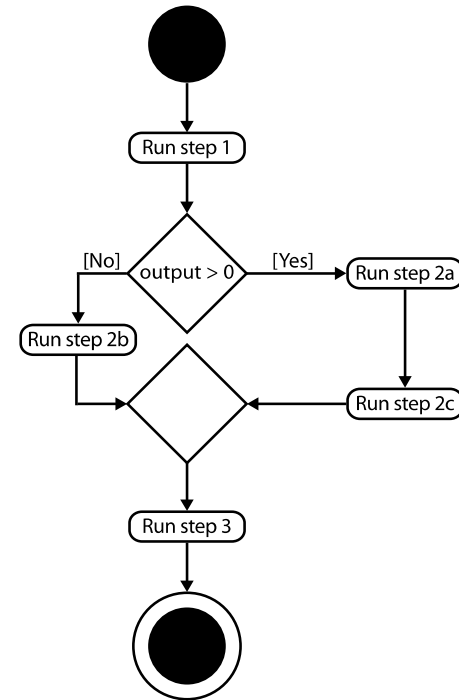 Run step 1
[No]
output > 0
[Yes]
Run step 2a
Run step 2b
Run step 2c
Run step 3